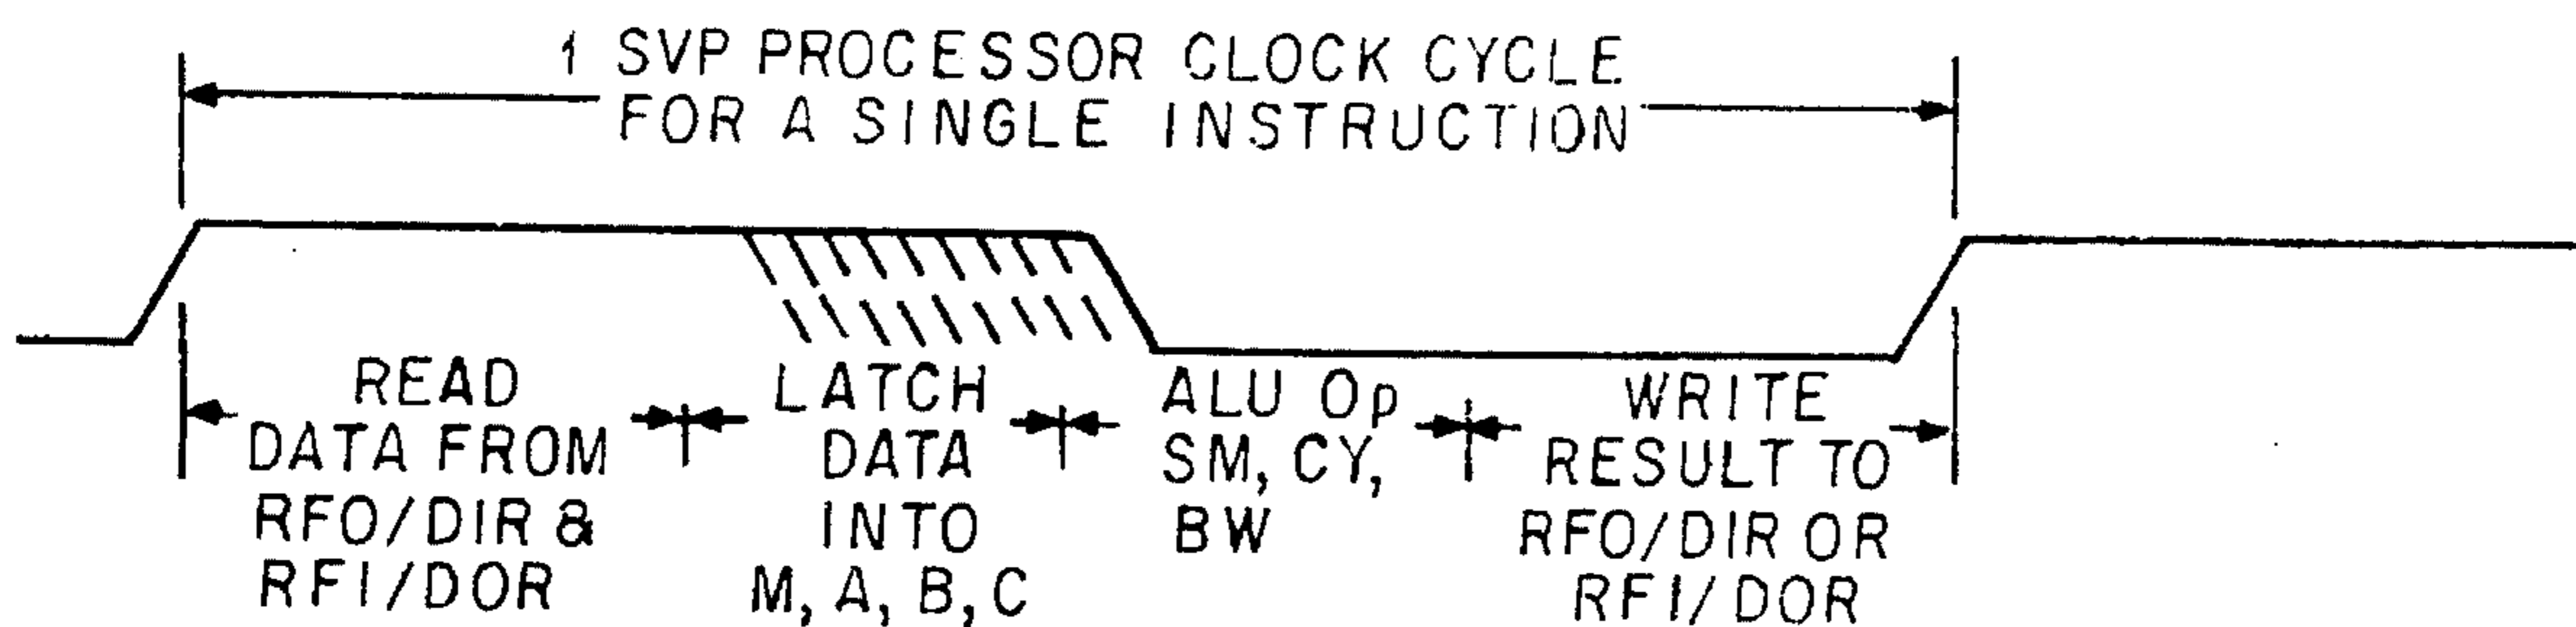 1 SVP PROCESSOR CLOCK CYCLE
FOR A SINGLE INSTRUCTION
READ
DATA FROM
RFO/DIR &
RFI/DOR
LATCH
DATA
INTO
M, A, B, C
ALU Op
SM, CY,
BW
WRITE
RESULT TO
RFO/DIR OR
RFI/DOR